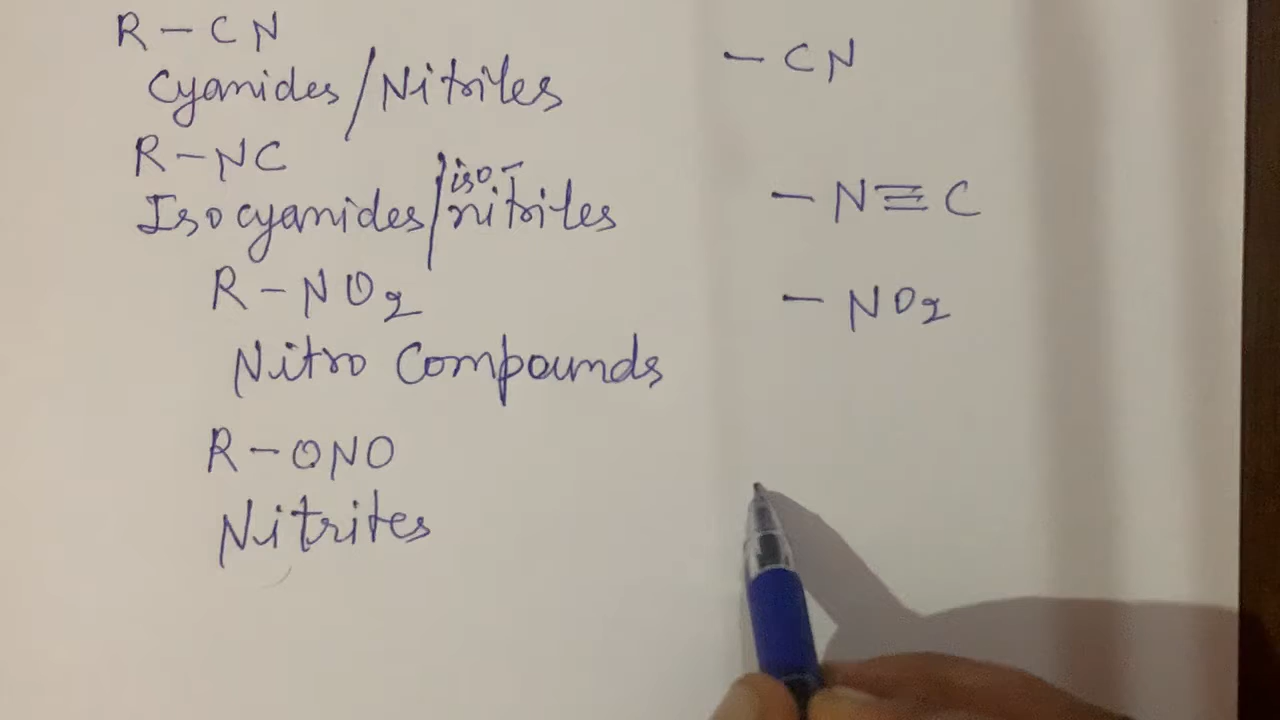 R - CN
- CN
Cyanides/Nitriles
R - NC
iso -
Isocyanides/nitriles
- N≡C
R - NO₂
- NO₂
Nitro Compounds
R - ONO
Nitrites